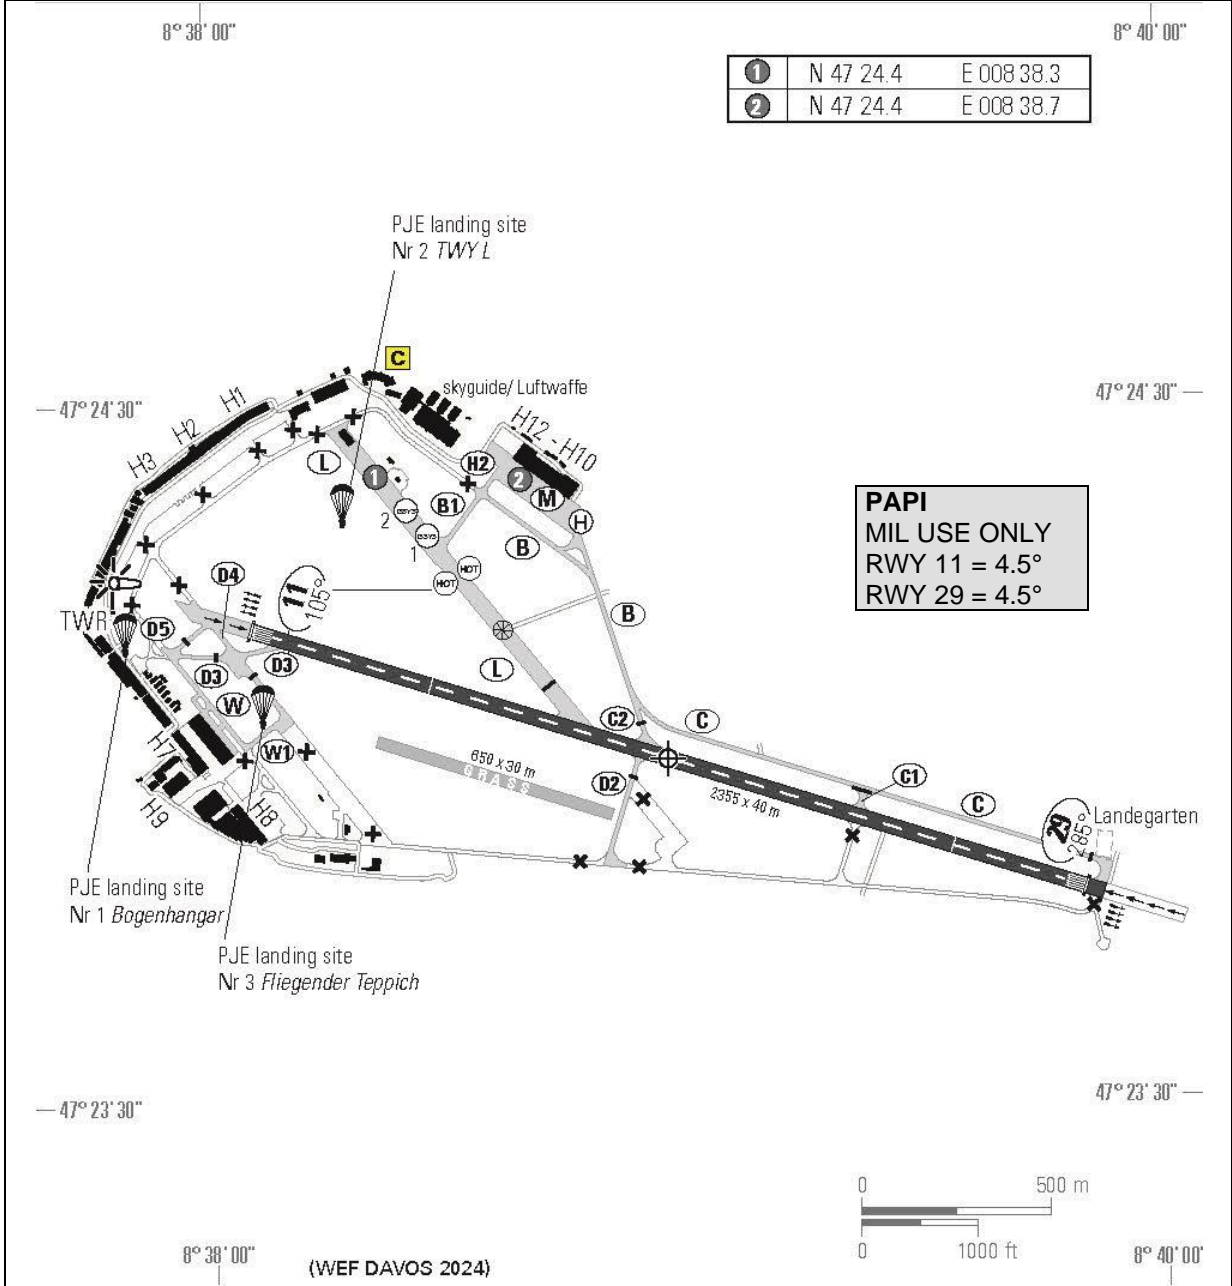 8° 38' 00"
8° 40' 00"
1 N 47 24.4 E 008 38.3
2 N 47 24.4 E 008 38.7
PJE landing site
Nr 2 TWY L
C
skyguide/ Luftwaffe
47° 24' 30"
47° 24' 30"
H1
H2
H3
H12 - H10
L
1
H2
2
M
B1
H
2
1
B
PAPI
MIL USE ONLY
RWY 11 = 4.5°
RWY 29 = 4.5°
HOT
HOT
D4
11
105°
TWR
D5
B
D3
D3
L
W
C2
C
W1
H7
650 x 30 m
GRASS
D2
C1
2355 x 40 m
C
H9
H8
29
285°
Landegarten
PJE landing site
Nr 1 Bogenhangar
PJE landing site
Nr 3 Fliegender Teppich
47° 23' 30"
47° 23' 30"
0 500 m
0 1000 ft
8° 38' 00"
(WEF DAVOS 2024)
8° 40' 00'